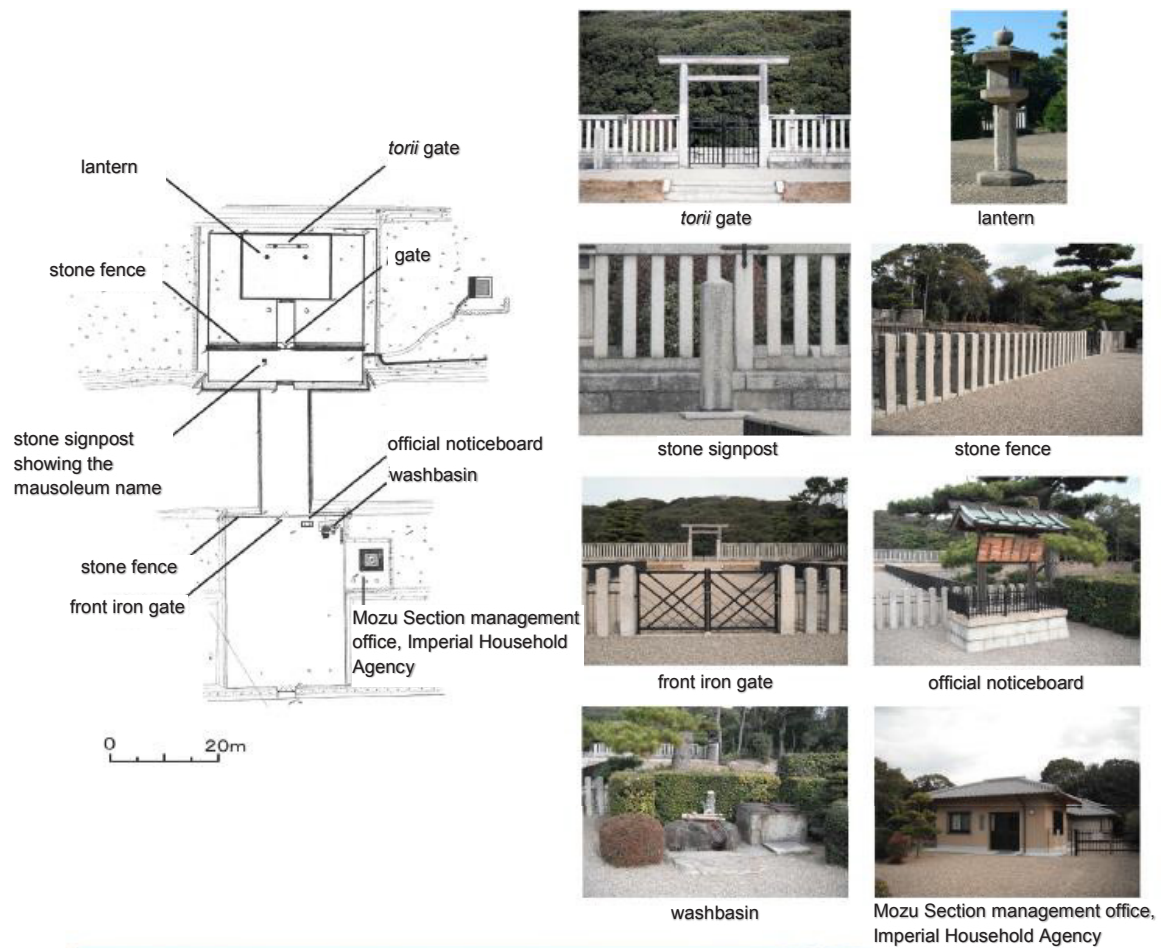 torii gate
lantern
gate
stone fence
stone signpost
showing the
mausoleum name
official noticeboard
washbasin
stone fence
front iron gate
Mozu Section management
office, Imperial Household
Agency
0 20m
torii gate
lantern
stone signpost
stone fence
front iron gate
official noticeboard
washbasin
Mozu Section management office,
Imperial Household Agency